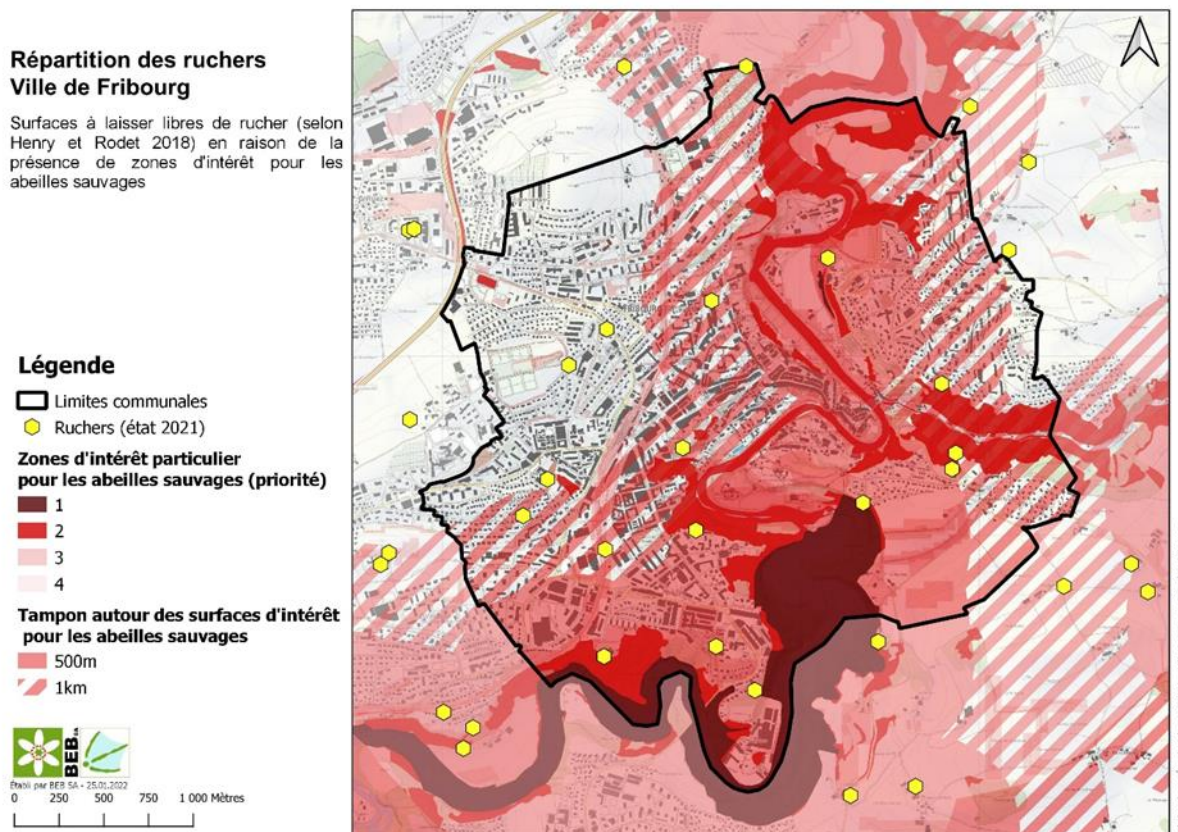 Répartition des ruchers
Ville de Fribourg
Surfaces à laisser libres de rucher (selon
Henry et Rodet 2018) en raison de la
présence de zones d'intérêt pour les
abeilles sauvages
Légende
Limites communales
Ruchers (état 2021)
Zones d'intérêt particulier
pour les abeilles sauvages (priorité)
1
2
3
4
Tampon autour des surfaces d'intérêt
pour les abeilles sauvages
500m
1km
BEB SA
Établi par BEB SA - 25.01.2022
0 250 500 750 1 000 Mètres